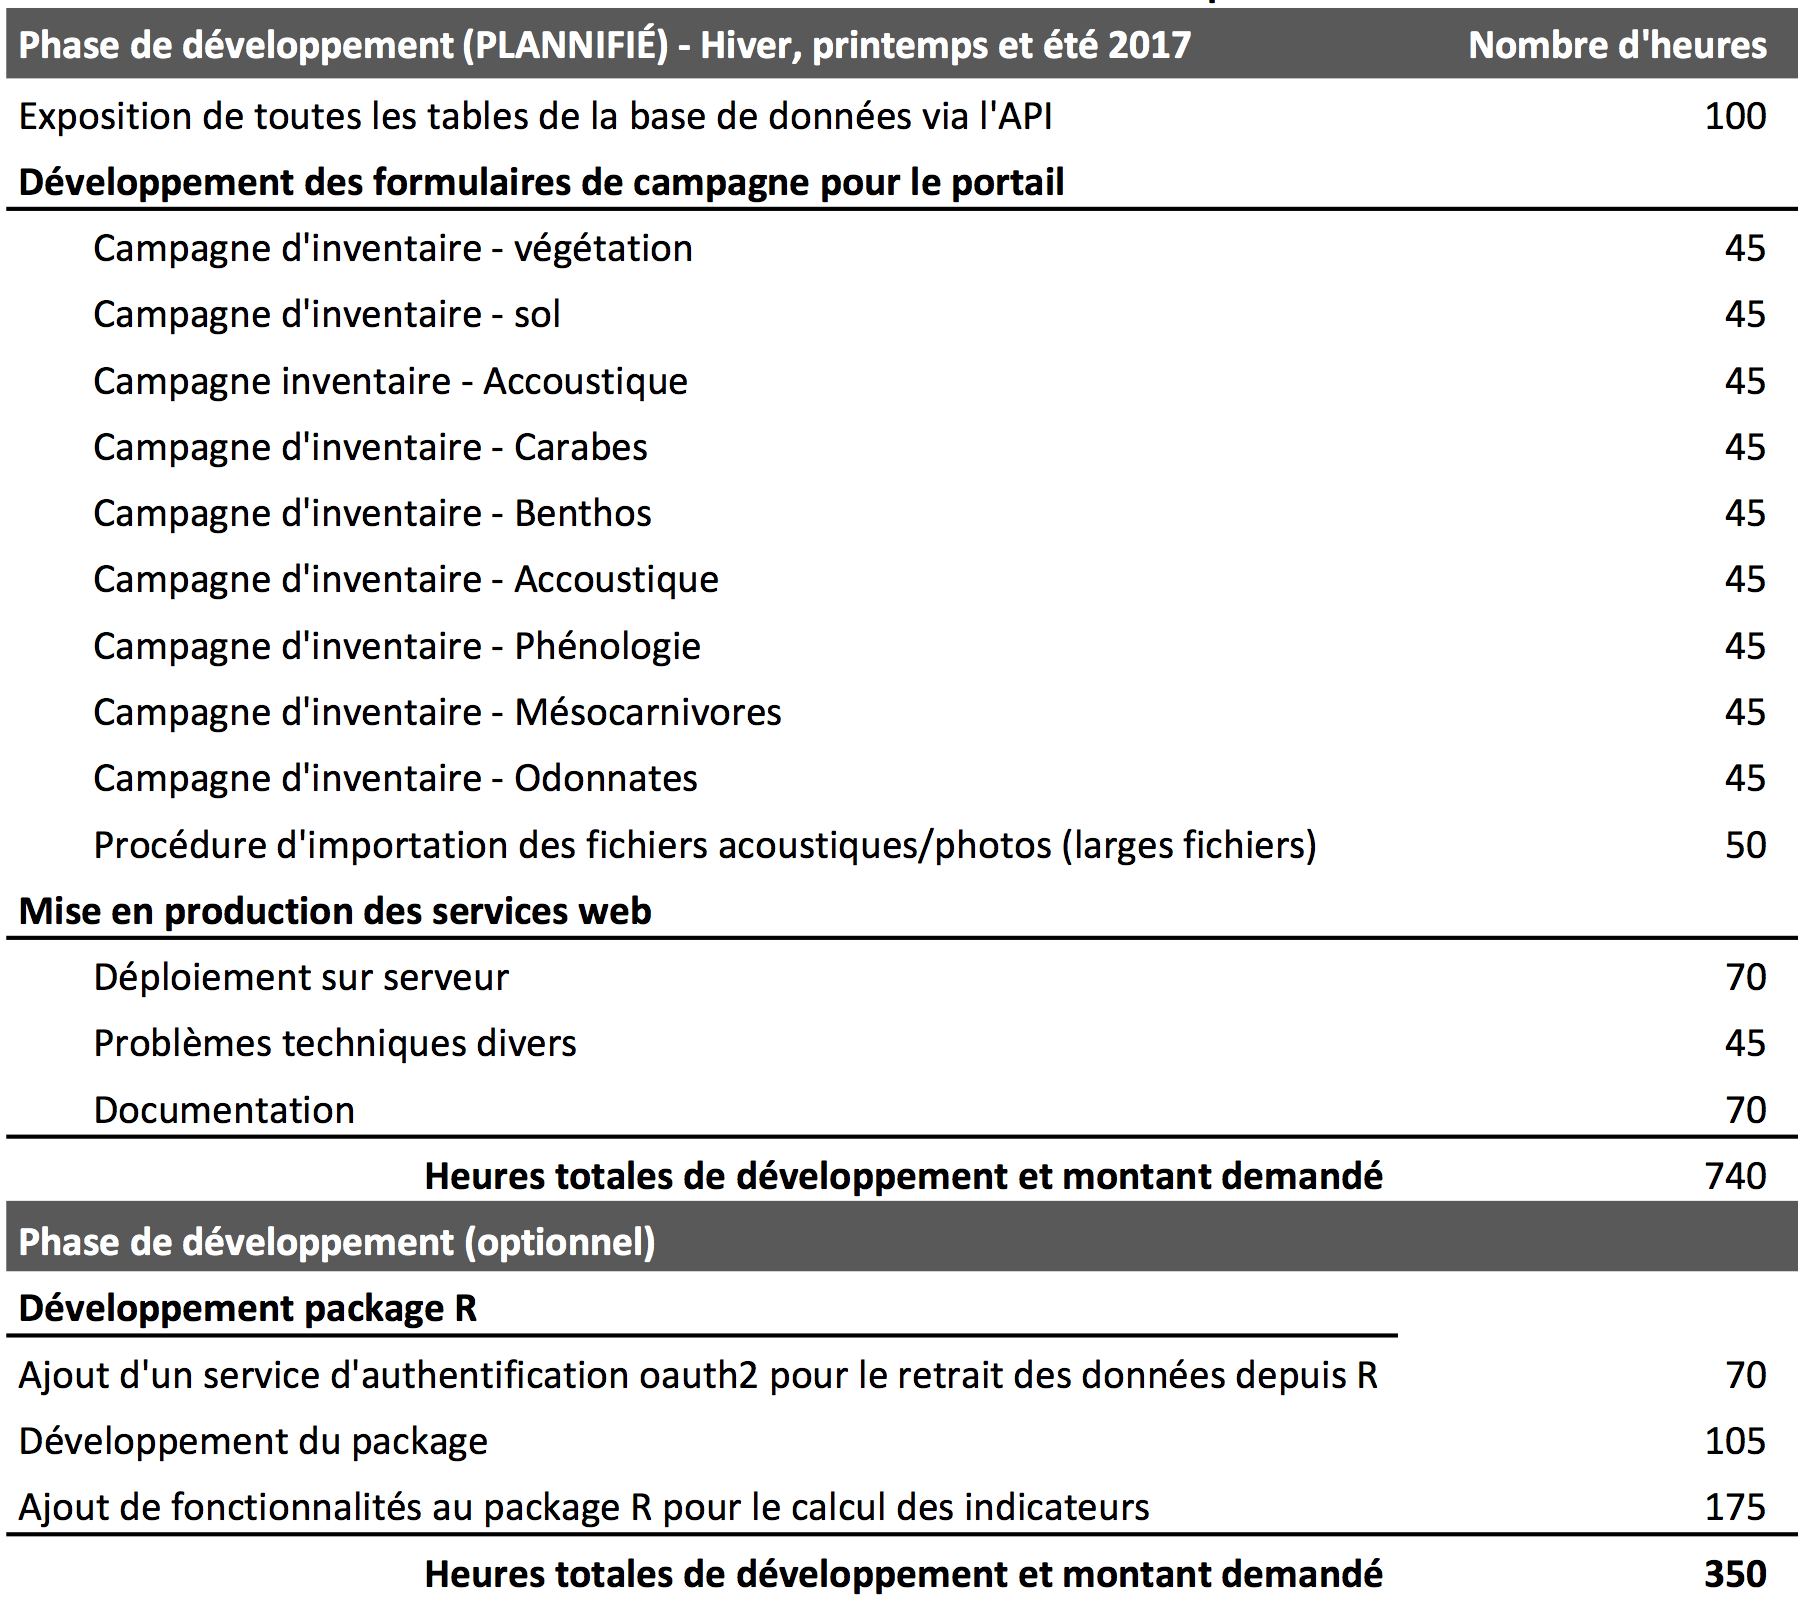 Phase de développement (PLANNIFIÉ) - Hiver, printemps et été 2017 Nombre d'heures
Exposition de toutes les tables de la base de données via l'API 100
Développement des formulaires de campagne pour le portail
Campagne d'inventaire - végétation 45
Campagne d'inventaire - sol 45
Campagne inventaire - Accoustique 45
Campagne d'inventaire - Carabes 45
Campagne d'inventaire - Benthos 45
Campagne d'inventaire - Accoustique 45
Campagne d'inventaire - Phénologie 45
Campagne d'inventaire - Mésocarnivores 45
Campagne d'inventaire - Odonnates 45
Procédure d'importation des fichiers acoustiques/photos (larges fichiers) 50
Mise en production des services web
Déploiement sur serveur 70
Problèmes techniques divers 45
Documentation 70
Heures totales de développement et montant demandé 740
Phase de développement (optionnel)
Développement package R
Ajout d'un service d'authentification oauth2 pour le retrait des données depuis R 70
Développement du package 105
Ajout de fonctionnalités au package R pour le calcul des indicateurs 175
Heures totales de développement et montant demandé 350